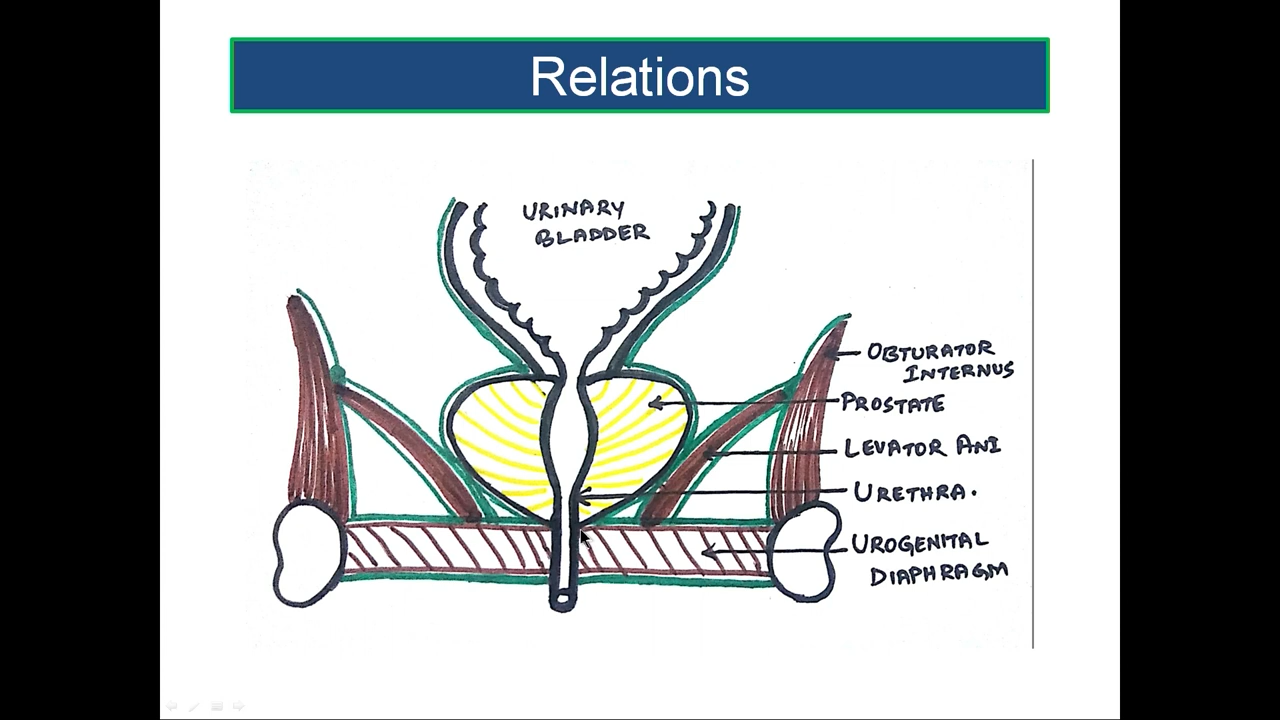 Relations
URINARY
BLADDER
OBTURATOR
INTERNUS
PROSTATE
LEVATOR ANI
URETHRA.
UROGENITAL
DIAPHRAGM